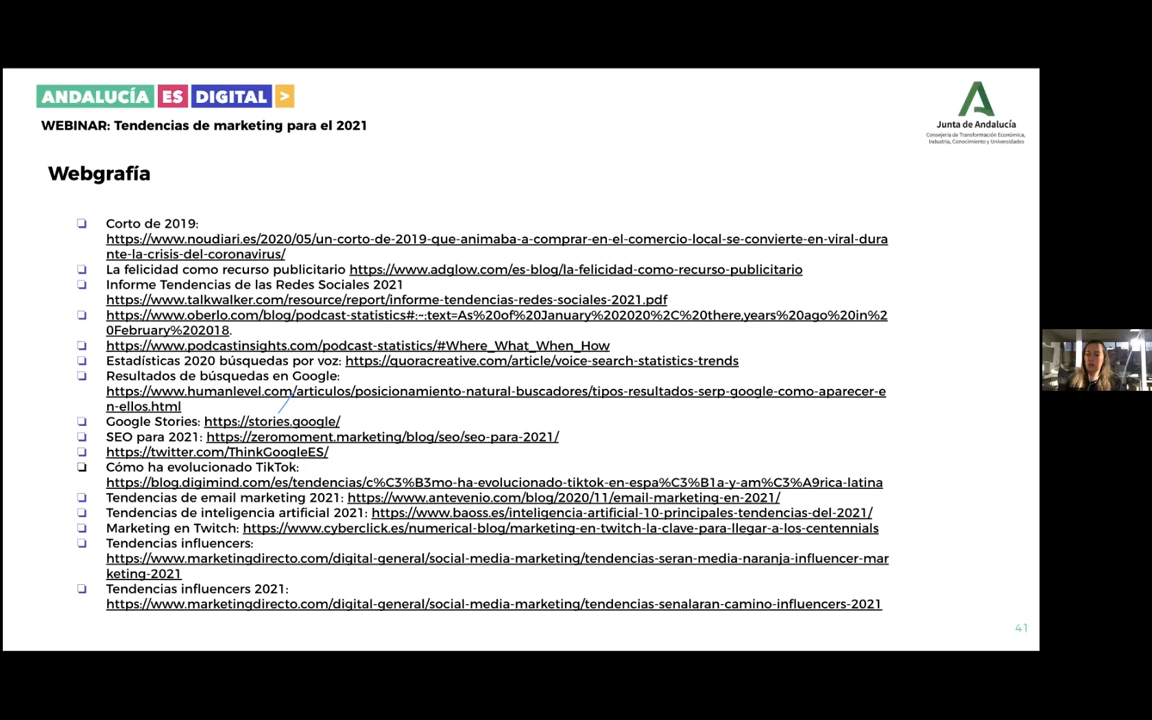 ANDALUCÍA ES DIGITAL >
WEBINAR: Tendencias de marketing para el 2021
Junta de Andalucía
Consejería de Transformación Económica,
Industria, Conocimiento y Universidades
Webgrafía
Corto de 2019:
https://www.noudiari.es/2020/05/un-corto-de-2019-que-animaba-a-comprar-en-el-comercio-local-se-convierte-en-viral-dura
nte-la-crisis-del-coronavirus/
La felicidad como recurso publicitario https://www.adglow.com/es-blog/la-felicidad-como-recurso-publicitario
Informe Tendencias de las Redes Sociales 2021
https://www.talkwalker.com/resource/report/informe-tendencias-redes-sociales-2021.pdf
https://www.oberlo.com/blog/podcast-statistics#:~:text=As%20of%20January%202020%2C%20there,years%20ago%20in%2
0February%202018.
https://www.podcastinsights.com/podcast-statistics/#Where_What_When_How
Estadísticas 2020 búsquedas por voz: https://quoracreative.com/article/voice-search-statistics-trends
Resultados de búsquedas en Google:
https://www.humanlevel.com/articulos/posicionamiento-natural-buscadores/tipos-resultados-serp-google-como-aparecer-e
n-ellos.html
Google Stories: https://stories.google/
SEO para 2021: https://zeromoment.marketing/blog/seo/seo-para-2021/
https://twitter.com/ThinkGoogleES/
Cómo ha evolucionado TikTok:
https://blog.digimind.com/es/tendencias/c%C3%B3mo-ha-evolucionado-tiktok-en-espa%C3%B1a-y-am%C3%A9rica-latina
Tendencias de email marketing 2021: https://www.antevenio.com/blog/2020/11/email-marketing-en-2021/
Tendencias de inteligencia artificial 2021: https://www.baoss.es/inteligencia-artificial-10-principales-tendencias-del-2021/
Marketing en Twitch: https://www.cyberclick.es/numerical-blog/marketing-en-twitch-la-clave-para-llegar-a-los-centennials
Tendencias influencers:
https://www.marketingdirecto.com/digital-general/social-media-marketing/tendencias-seran-media-naranja-influencer-mar
keting-2021
Tendencias influencers 2021:
https://www.marketingdirecto.com/digital-general/social-media-marketing/tendencias-senalaran-camino-influencers-2021
41